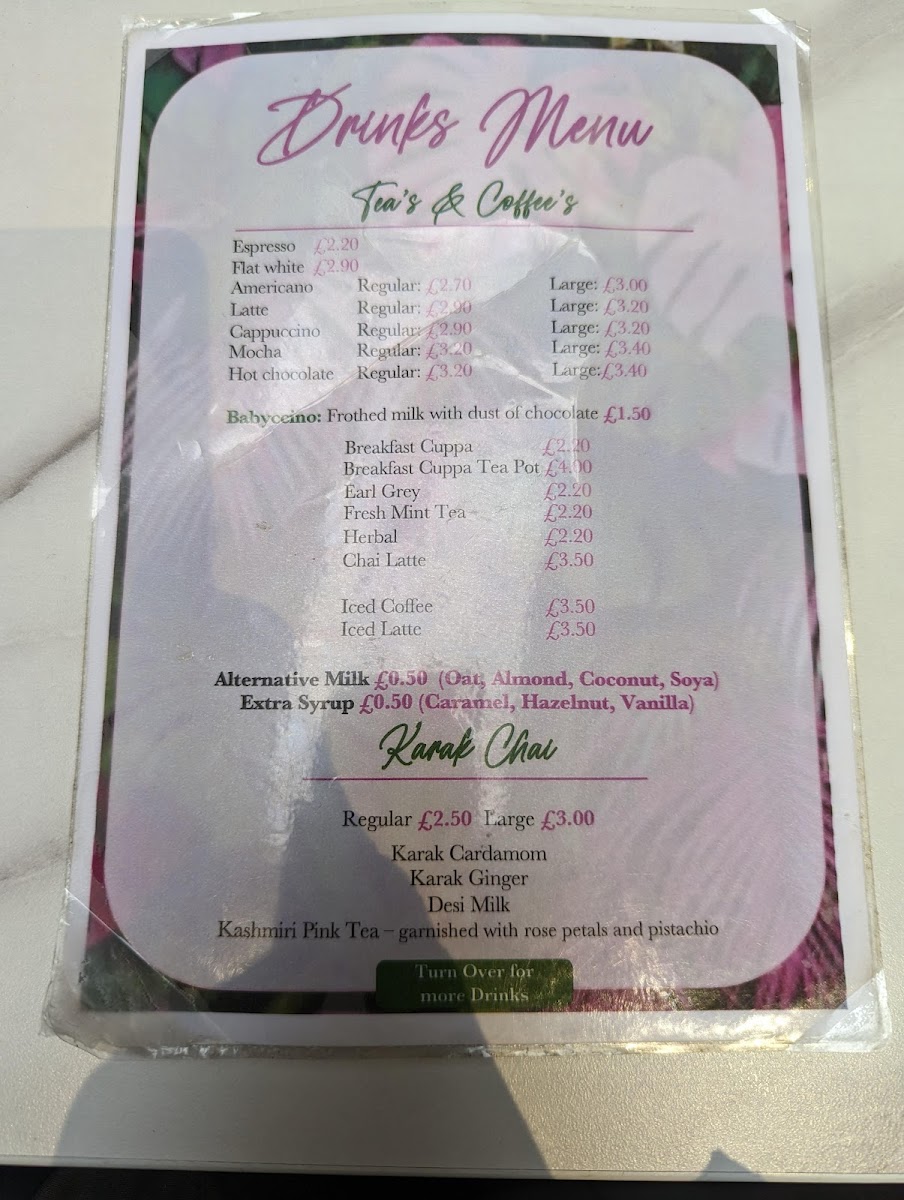 Drinks Menu
Tea's & Coffee's
Espresso £2.20
Flat white £2.90
Americano Regular: £2.70 Large: £3.00
Latte Regular: £2.90 Large: £3.20
Cappuccino Regular: £2.90 Large: £3.20
Mocha Regular: £3.20 Large: £3.40
Hot chocolate Regular: £3.20 Large:£3.40
Babyccino: Frothed milk with dust of chocolate £1.50
Breakfast Cuppa £2.20
Breakfast Cuppa Tea Pot £4.00
Earl Grey £2.20
Fresh Mint Tea £2.20
Herbal £2.20
Chai Latte £3.50
Iced Coffee £3.50
Iced Latte £3.50
Alternative Milk £0.50 (Oat, Almond, Coconut, Soya)
Extra Syrup £0.50 (Caramel, Hazelnut, Vanilla)
Karak Chai
Regular £2.50 Large £3.00
Karak Cardamom
Karak Ginger
Desi Milk
Kashmiri Pink Tea – garnished with rose petals and pistachio
Turn Over for
more Drinks